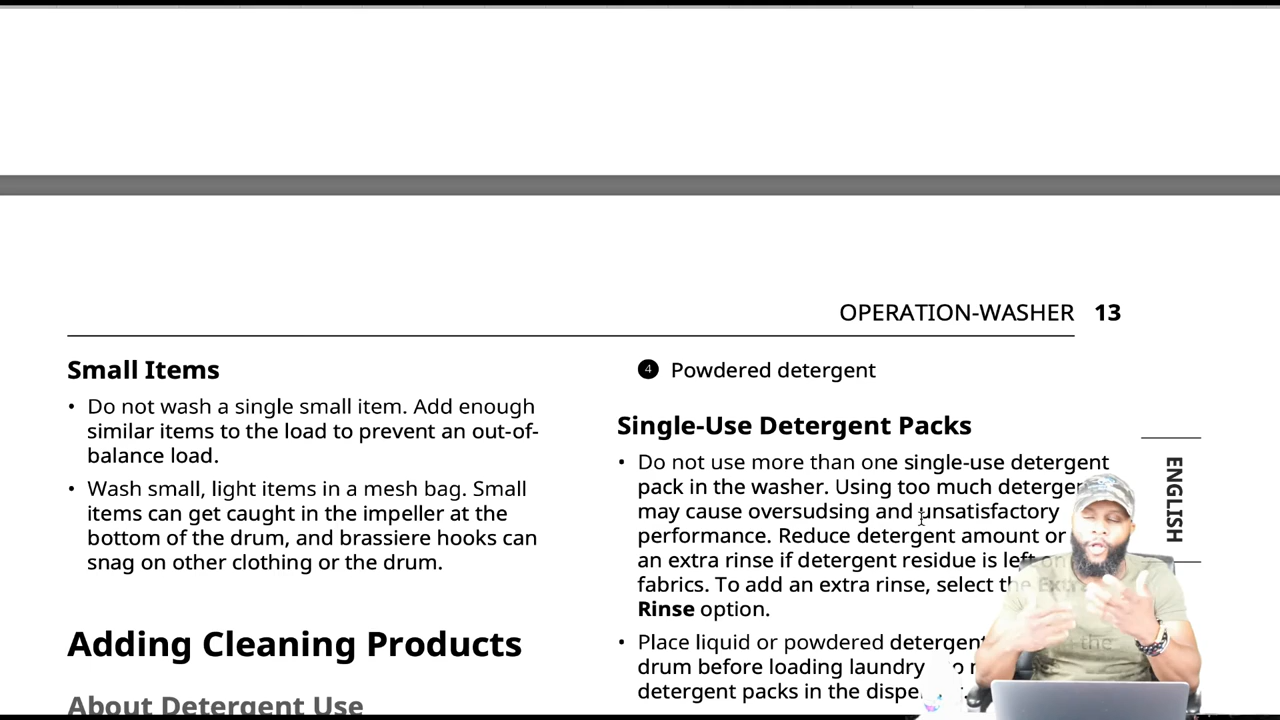 OPERATION-WASHER 13
Small Items
• Do not wash a single small item. Add enough
similar items to the load to prevent an out-of-
balance load.
• Wash small, light items in a mesh bag. Small
items can get caught in the impeller at the
bottom of the drum, and brassiere hooks can
snag on other clothing or the drum.
Adding Cleaning Products
About Detergent Use
4 Powdered detergent
Single-Use Detergent Packs
• Do not use more than one single-use detergent
pack in the washer. Using too much
may cause oversudsing and unsatisfactory
performance. Reduce detergent amount or
an extra rinse if detergent residue is left
fabrics. To add an extra rinse, select the Extra
Rinse option.
• Place liquid or powdered detergent the
drum before loading laundry
detergent packs in the
ENGLISH